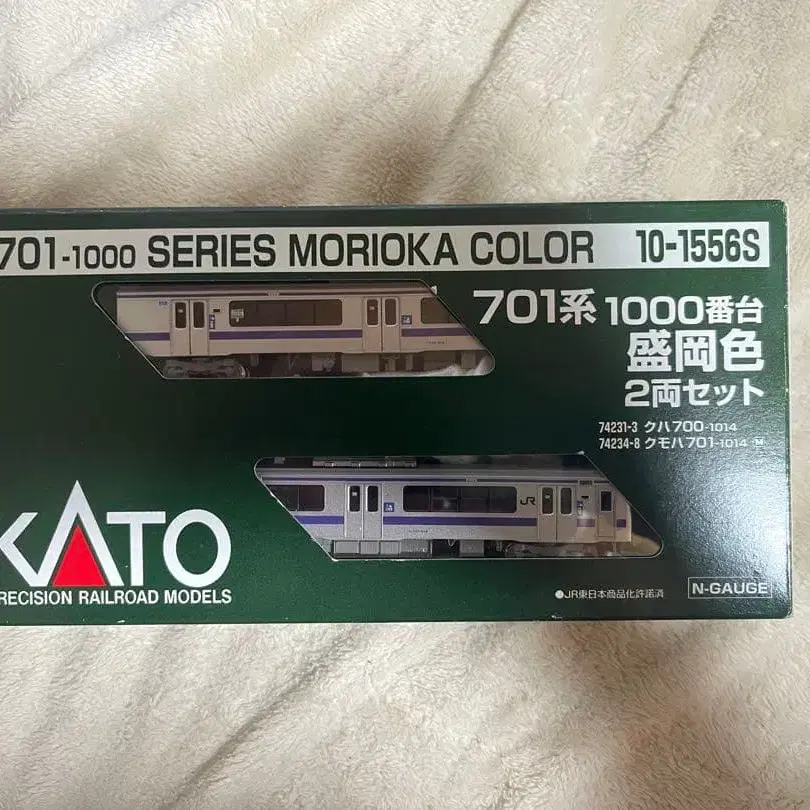 701-1000 SERIES MORIOKA COLOR 10-1556S
701系 1000番台
盛岡色
2両セット
74231-3 クハ700-1014
74234-8 クモハ701-1014 M
JR
KATO
RECISION RAILROAD MODELS
●JR東日本商品化許諾済
N-GAUGE